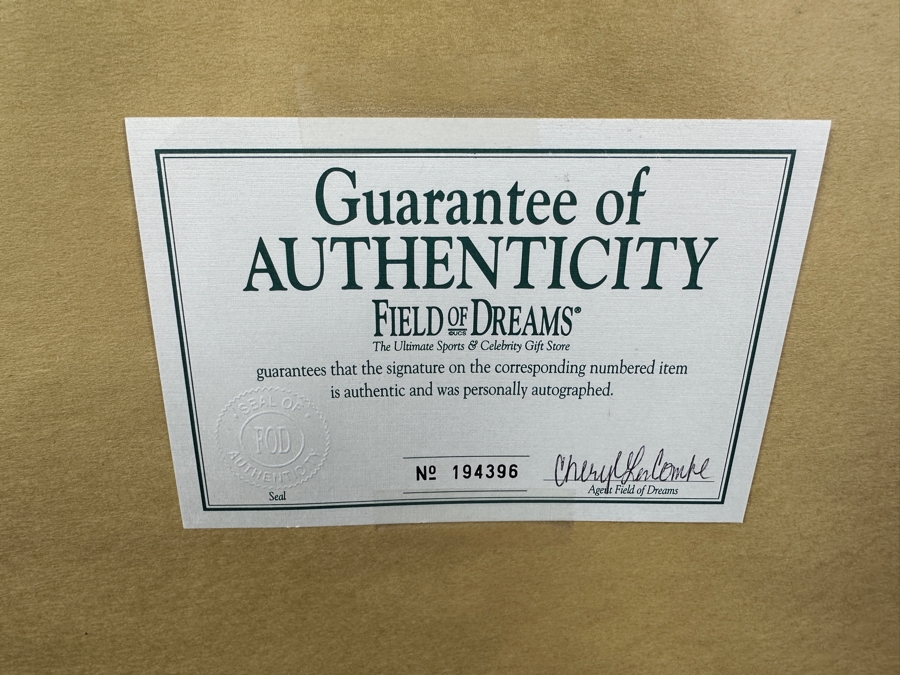 Guarantee of
AUTHENTICITY
FIELD OF DREAMS®
©UCS
The Ultimate Sports & Celebrity Gift Store
guarantees that the signature on the corresponding numbered item
is authentic and was personally autographed.
SEAL OF
FOD
AUTHENTICITY
Seal
Nº 194396
Cheryl
Agent Field of Dreams